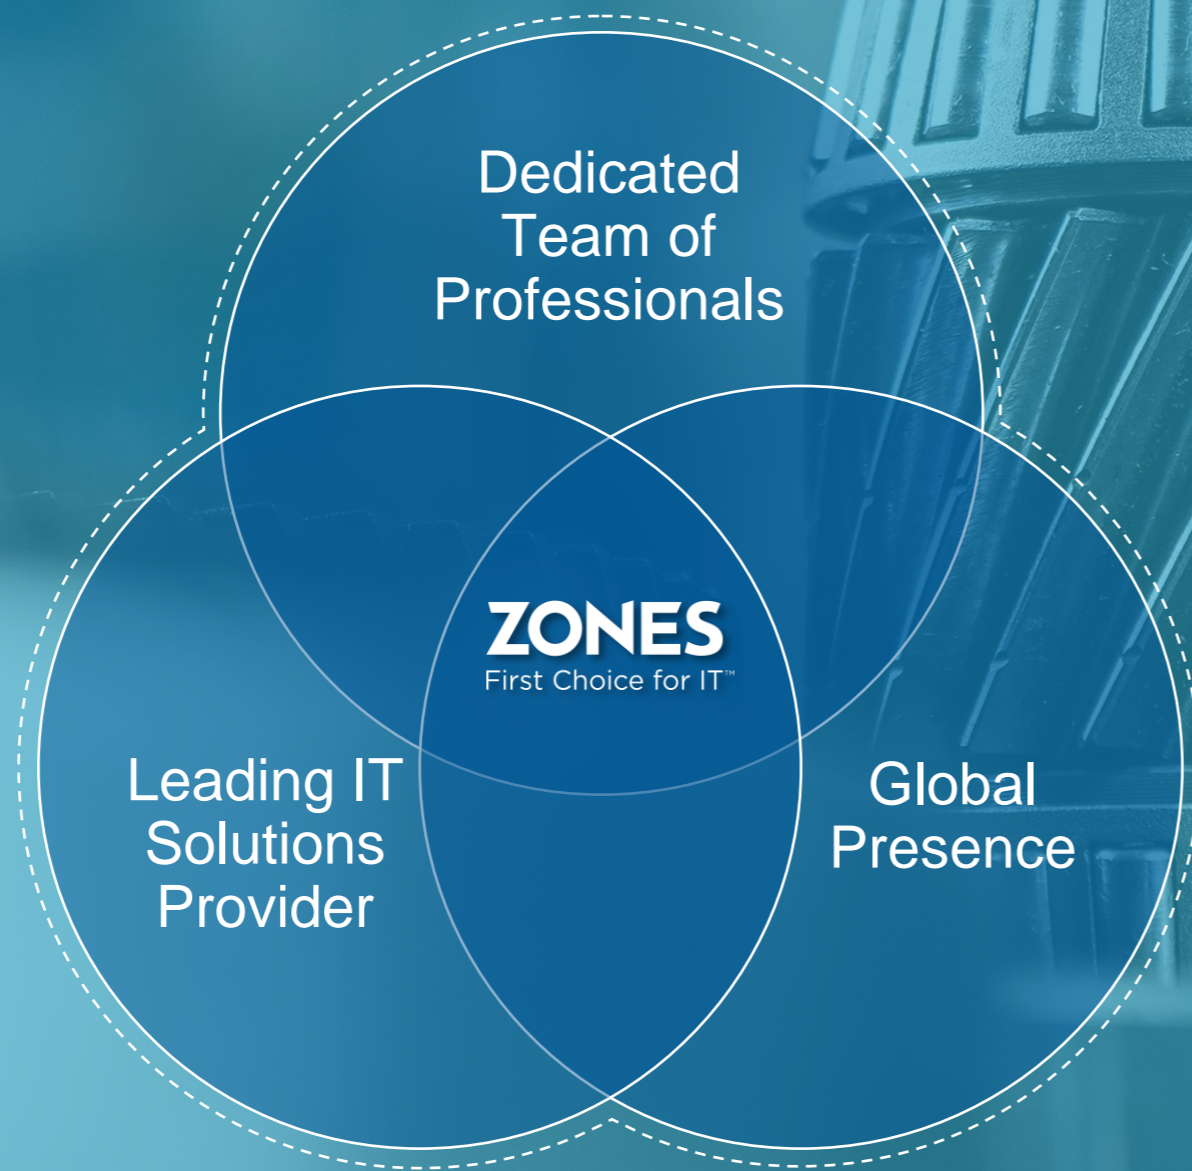 Dedicated
Team of
Professionals
ZONES
First Choice for IT™
Leading IT
Solutions
Provider
Global
Presence